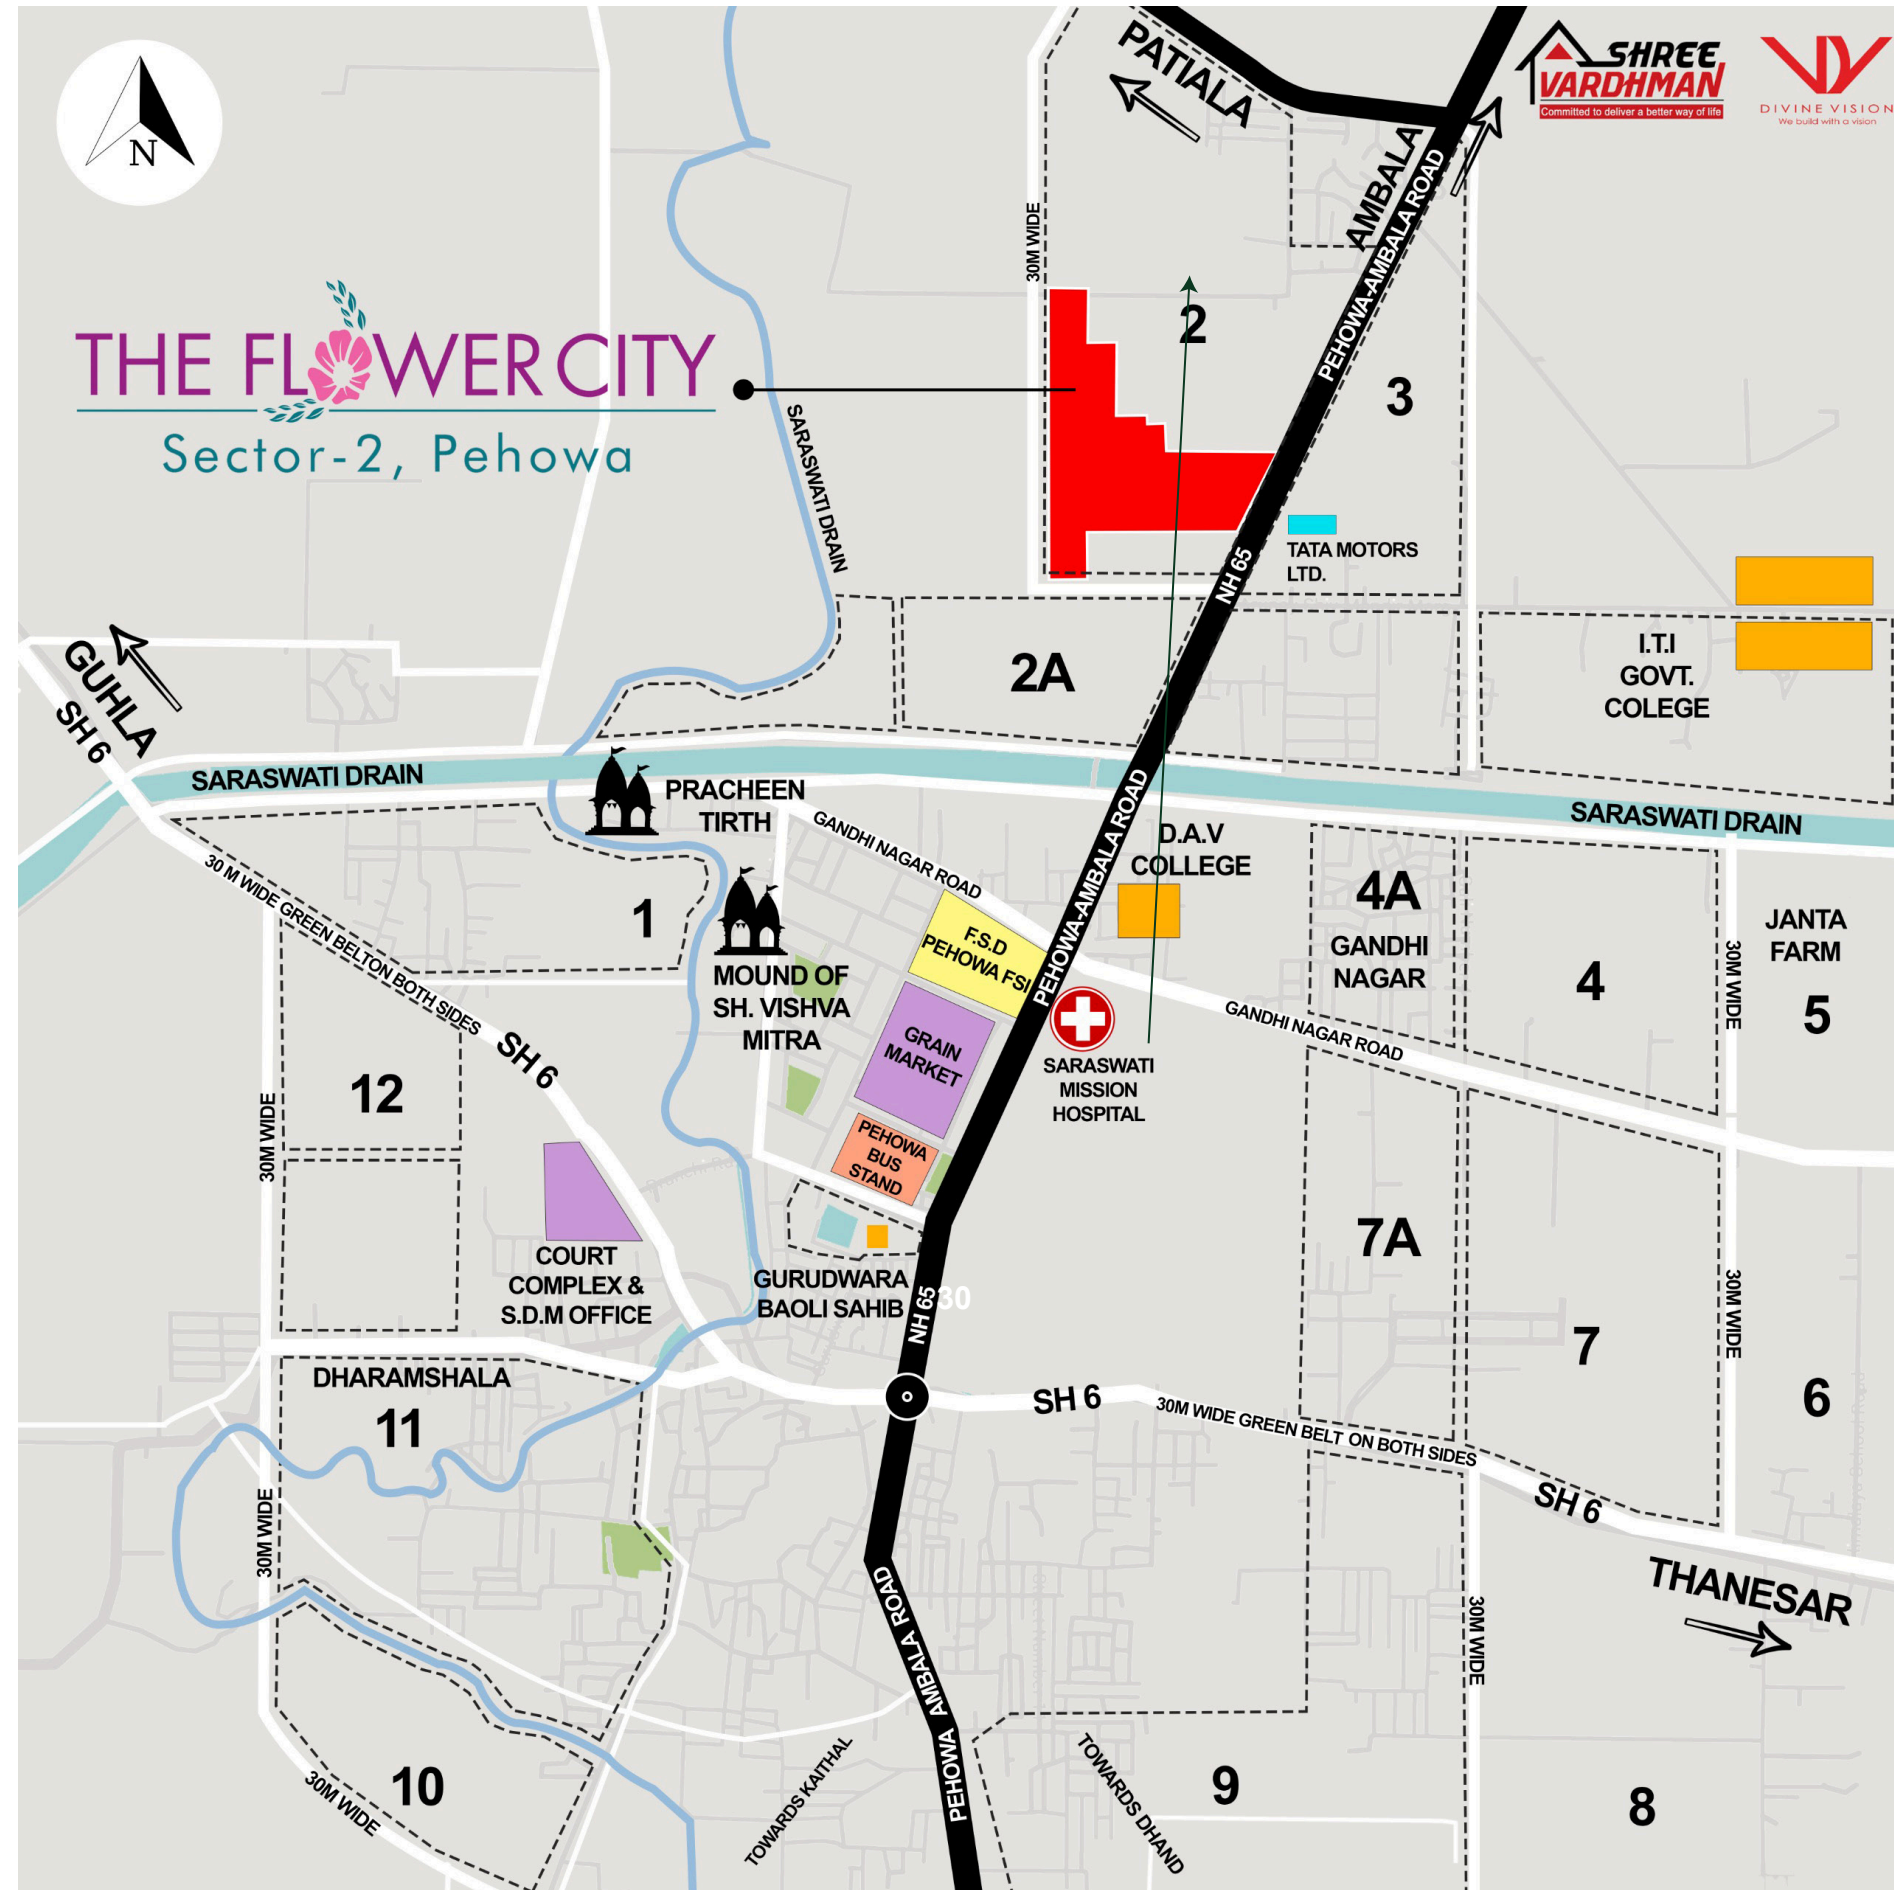 N
SHREE
VARDHMAN
Committed to deliver a better way of life
DIVINE VISION
We build with a vision
PATIALA
AMBALA
PEHOWA-AMBALA ROAD
30M WIDE
THE FLOWER CITY
Sector-2, Pehowa
2
3
SARASWATI DRAIN
NH 65
TATA MOTORS
LTD.
GUHLA
SH 6
2A
I.T.I
GOVT.
COLEGE
SARASWATI DRAIN
PRACHEEN
TIRTH
GANDHI NAGAR ROAD
PEHOWA-AMBALA ROAD
D.A.V
COLLEGE
SARASWATI DRAIN
30 M WIDE GREEN BELTON BOTH SIDES
1
F.S.D
PEHOWA FSI
4A
GANDHI
NAGAR
4
30M WIDE
JANTA
FARM
5
MOUND OF
SH. VISHVA
MITRA
GRAIN
MARKET
SARASWATI
MISSION
HOSPITAL
GANDHI NAGAR ROAD
SH 6
12
30M WIDE
PEHOWA
BUS
STAND
COURT
COMPLEX &
S.D.M OFFICE
GURUDWARA
BAOLI SAHIB
NH 65
30
7A
7
30M WIDE
6
DHARAMSHALA
11
SH 6
30M WIDE GREEN BELT ON BOTH SIDES
SH 6
30M WIDE
THANESAR
30M WIDE
PEHOWA AMBALA ROAD
10
30M WIDE
TOWARDS KAITHAL
TOWARDS DHAND
9
8